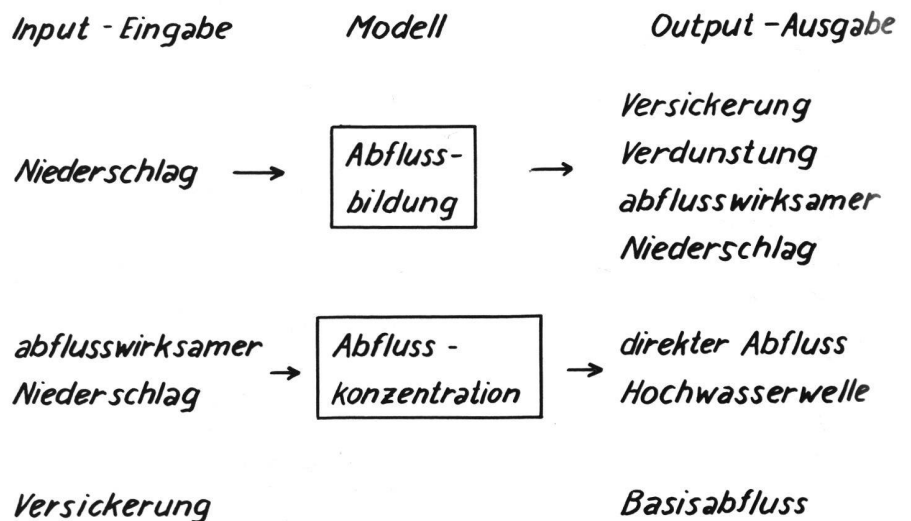 Input - Eingabe Modell Output - Ausgabe
Versickerung
Niederschlag → Abfluss- → Verdunstung
bildung abflusswirksamer
Niederschlag
abflusswirksamer → Abfluss - → direkter Abfluss
Niederschlag konzentration Hochwasserwelle
Versickerung Basisabfluss